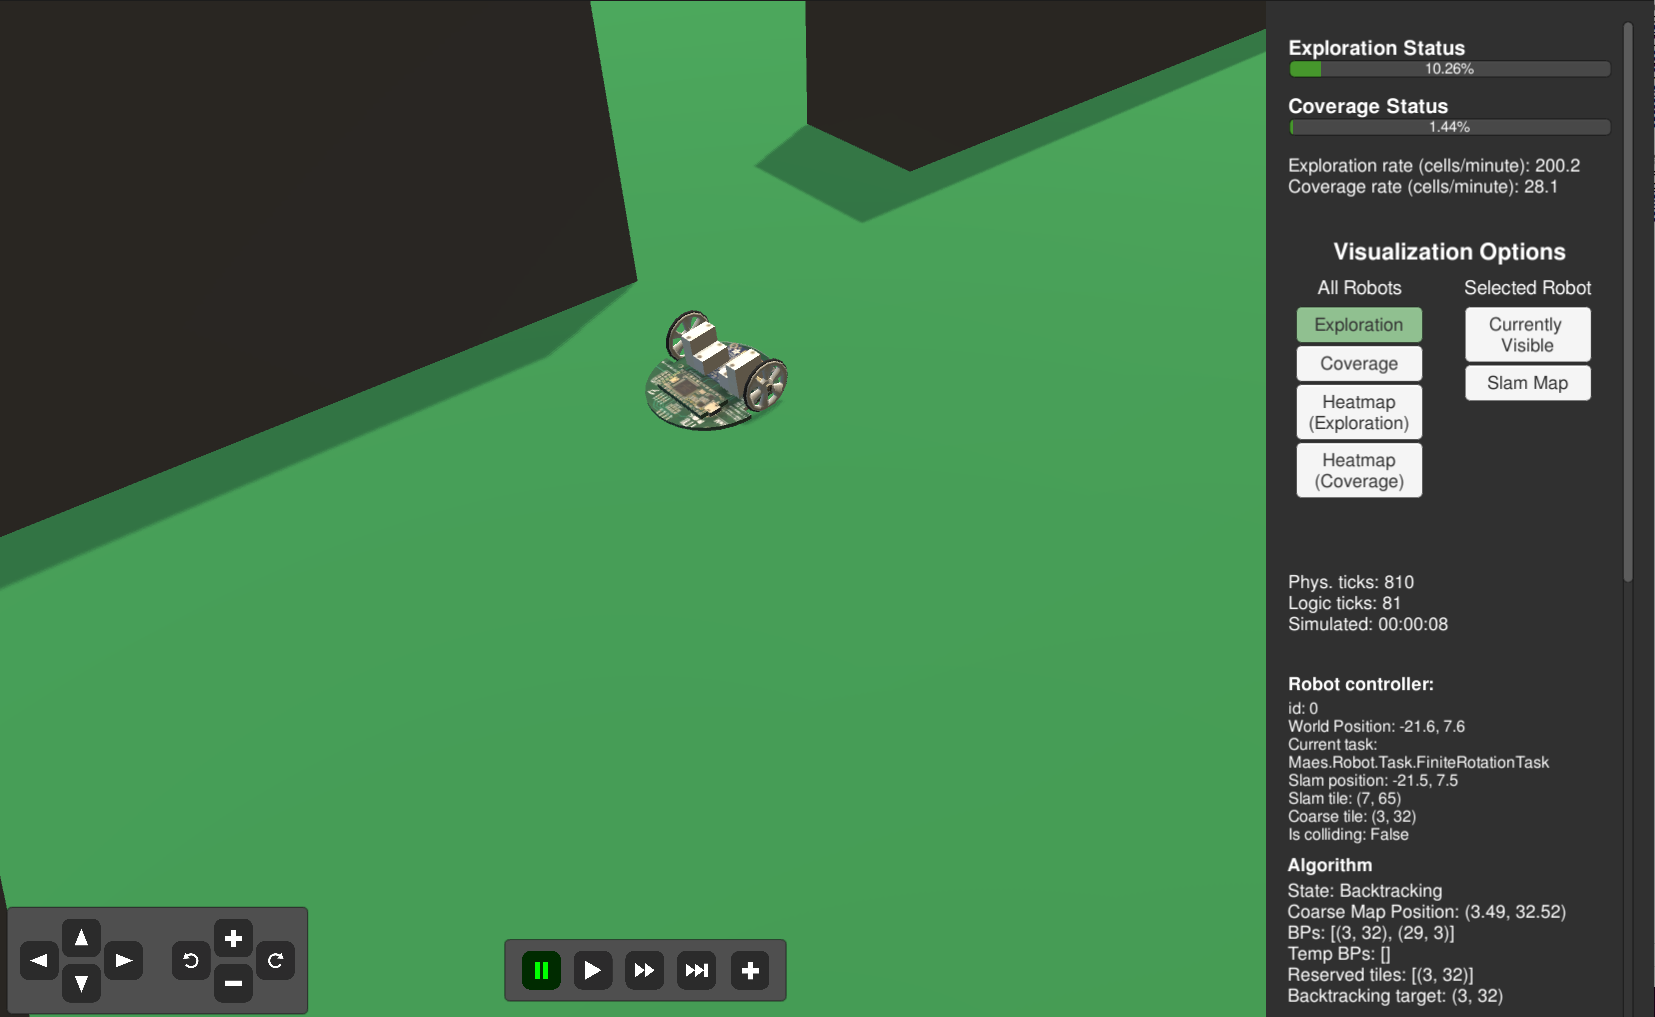 Exploration Status
10.26%
Coverage Status
1.44%
Exploration rate (cells/minute): 200.2
Coverage rate (cells/minute): 28.1
Visualization Options
All Robots
Exploration
Coverage
Heatmap
(Exploration)
Heatmap
(Coverage)
Selected Robot
Currently
Visible
Slam Map
Phys. ticks: 810
Logic ticks: 81
Simulated: 00:00:08
Robot controller:
id: 0
World Position: -21.6, 7.6
Current task:
Maes.Robot.Task.FiniteRotationTask
Slam position: -21.5, 7.5
Slam tile: (7, 65)
Coarse tile: (3, 32)
Is colliding: False
Algorithm
State: Backtracking
Coarse Map Position: (3.49, 32.52)
BPs: [(3, 32), (29, 3)]
Temp BPs: []
Reserved tiles: [(3, 32)]
Backtracking target: (3, 32)